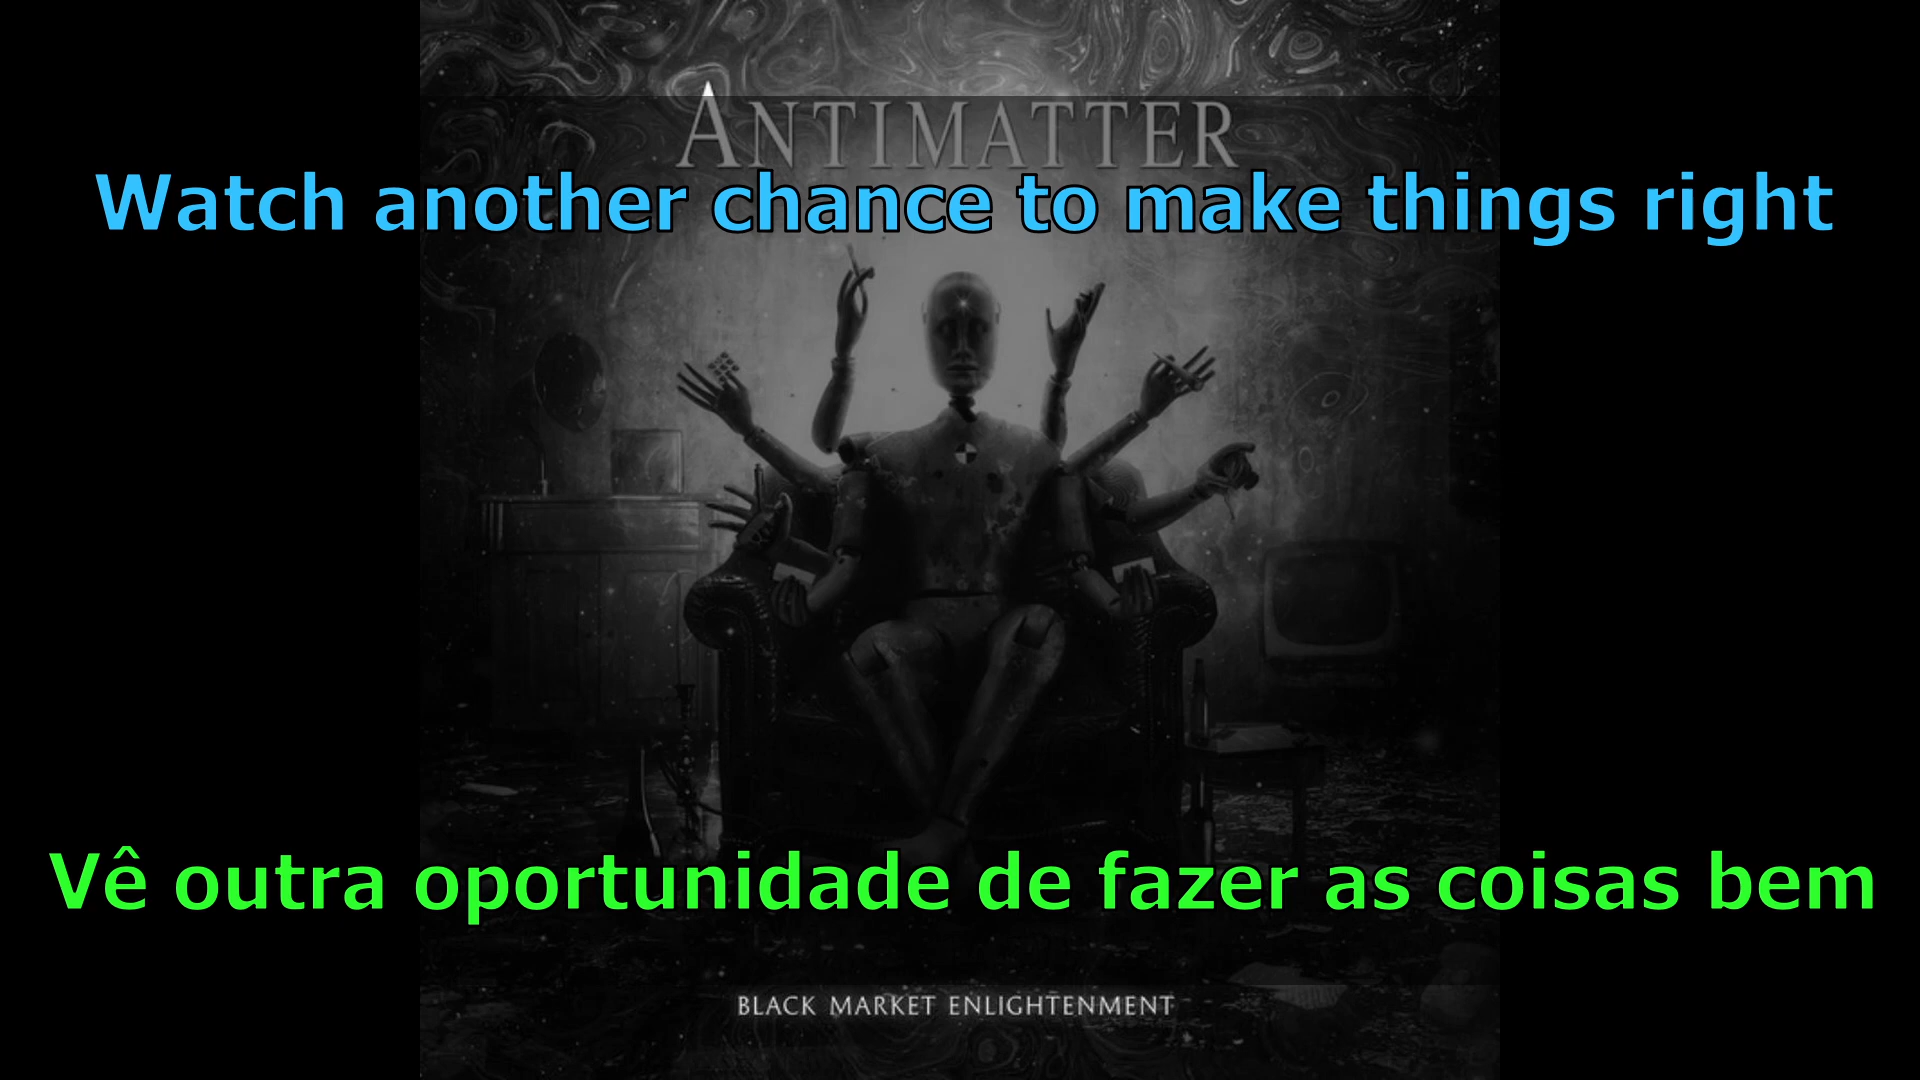 ANTIMATTER
Watch another chance to make things right
Vê outra oportunidade de fazer as coisas bem
BLACK MARKET ENLIGHTENMENT